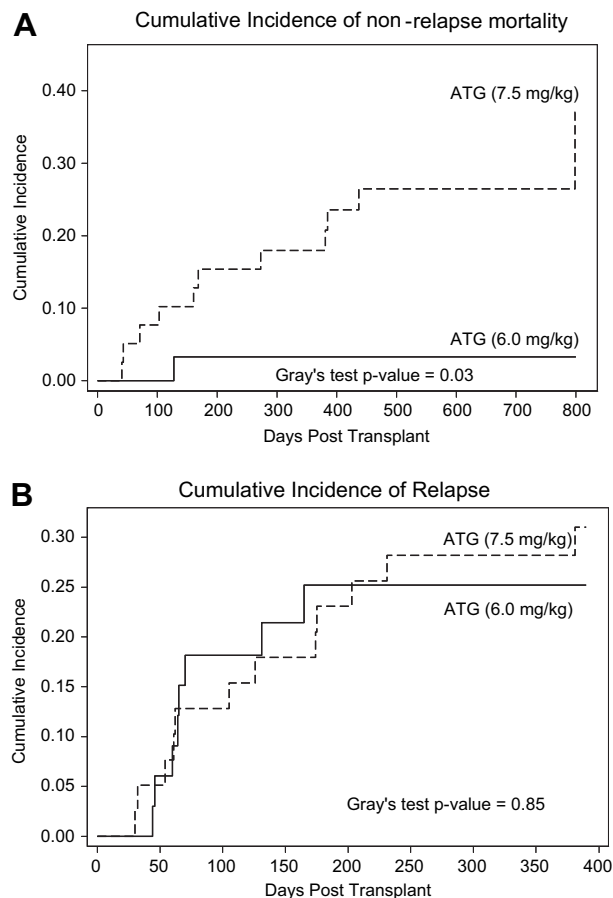 A
Cumulative Incidence of non-relapse mortality
Cumulative Incidence
0.40
0.30
0.20
0.10
0.00
ATG (7.5 mg/kg)
ATG (6.0 mg/kg)
Gray's test p-value = 0.03
0 100 200 300 400 500 600 700 800
Days Post Transplant
B
Cumulative Incidence of Relapse
Cumulative Incidence
0.30
0.25
0.20
0.15
0.10
0.05
0.00
ATG (7.5 mg/kg)
ATG (6.0 mg/kg)
Gray's test p-value = 0.85
0 50 100 150 200 250 300 350 400
Days Post Transplant